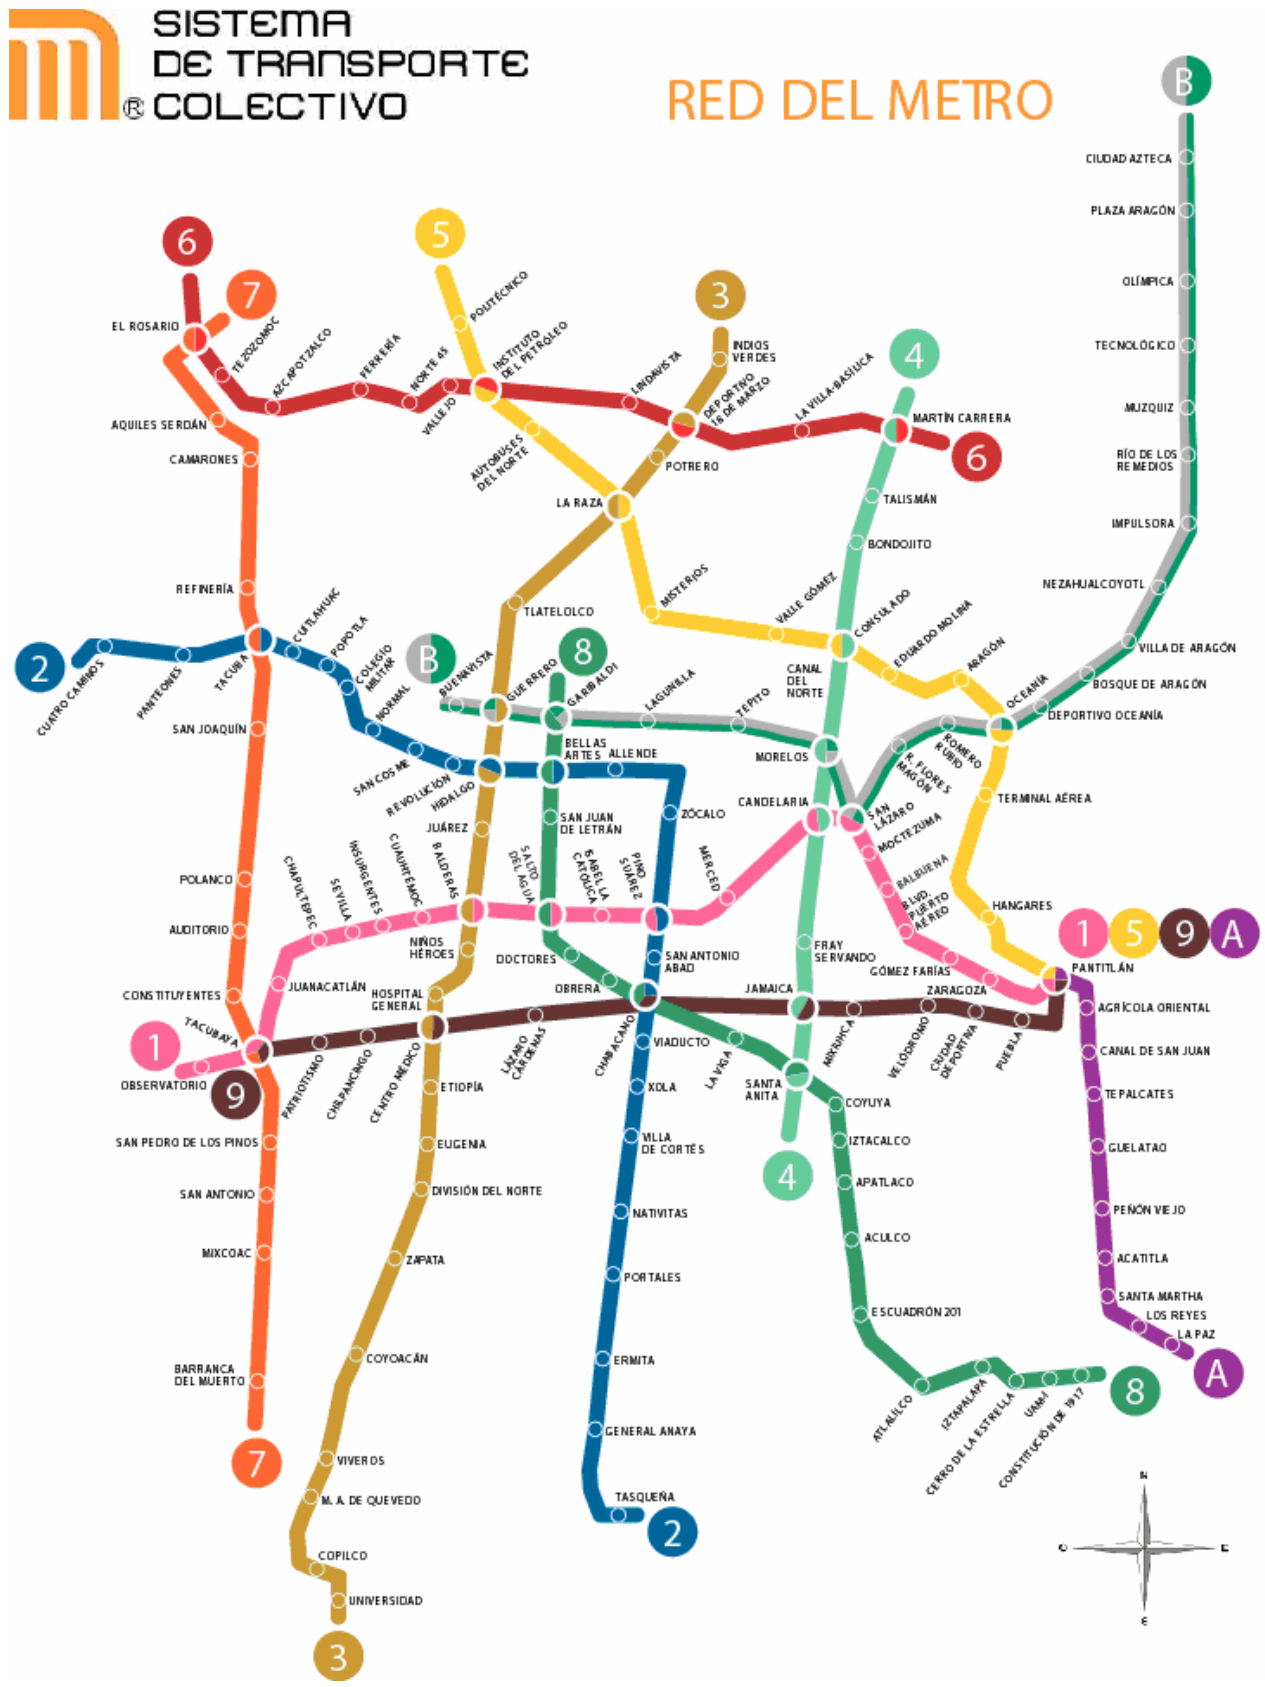 SISTEMA
DE TRANSPORTE
COLECTIVO
®
RED DEL METRO
B
CIUDAD AZTECA
PLAZA ARAGÓN
OLÍMPICA
TECNOLÓGICO
MUZQUIZ
RÍO DE LOS
REMEDIOS
IMPULSORA
NEZAHUALCOYOTL
VILLA DE ARAGÓN
BOSQUE DE ARAGÓN
DEPORTIVO OCEANÍA
OCEANÍA
ROMERO
RUBIO
R. FLORES
MAGÓN
SAN
LÁZARO
MORELOS
TEPITO
LAGUNILLA
GARIBALDI
GUERRERO
BUENAVISTA
B
6
7
EL ROSARIO
TEZOZOMOC
AZCAPOTZALCO
FERRERÍA
NORTE 45
VALLEJO
INSTITUTO
DEL PETRÓLEO
LINDAVISTA
DEPORTIVO
18 DE MARZO
LA VILLA-BASÍLICA
MARTÍN CARRERA
6
5
POLITÉCNICO
AUTOBUSES
DEL NORTE
LA RAZA
MISTERIOS
VALLE GÓMEZ
CONSULADO
EDUARDO MOLINA
ARAGÓN
TERMINAL AÉREA
HANGARES
1
5
9
A
PANTITLÁN
3
INDIOS
VERDES
POTRERO
TLATELOLCO
HIDALGO
JUÁREZ
BALDERAS
NIÑOS
HÉROES
HOSPITAL
GENERAL
CENTRO MÉDICO
ETIOPÍA
EUGENIA
DIVISIÓN DEL NORTE
ZAPATA
COYOACÁN
VIVEROS
M. A. DE QUEVEDO
COPILCO
UNIVERSIDAD
3
4
TALISMÁN
BONDOJITO
CANAL
DEL
NORTE
CANDELARIA
FRAY
SERVANDO
JAMAICA
SANTA
ANITA
4
AQUILES SERDÁN
CAMARONES
REFINERÍA
TACUBA
SAN JOAQUÍN
POLANCO
AUDITORIO
CONSTITUYENTES
TACUBAYA
SAN PEDRO DE LOS PINOS
SAN ANTONIO
MIXCOAC
BARRANCA
DEL MUERTO
7
2
CUATRO CAMINOS
PANTEONES
CUITLAHUAC
POPOTLA
COLEGIO
MILITAR
NORMAL
SAN COSME
REVOLUCIÓN
BELLAS
ARTES
ALLENDE
ZÓCALO
PINO
SUÁREZ
SAN ANTONIO
ABAD
CHABACANO
VIADUCTO
XOLA
VILLA
DE CORTÉS
NATIVITAS
PORTALES
ERMITA
GENERAL ANAYA
TASQUEÑA
2
8
SAN JUAN
DE LETRÁN
SALTO
DEL AGUA
DOCTORES
OBRERA
LA VIGA
COYUYA
IZTACALCO
APATLACO
ACULCO
ESCUADRÓN 201
ATLALILCO
IZTAPALAPA
CERRO DE LA ESTRELLA
UAM-I
CONSTITUCIÓN DE 1917
8
1
OBSERVATORIO
JUANACATLÁN
CHAPULTEPEC
SEVILLA
INSURGENTES
CUAUHTÉMOC
ISABEL LA
CATÓLICA
MERCED
MOCTEZUMA
BALBUENA
BLVD.
PUERTO
AÉREO
GÓMEZ FARÍAS
ZARAGOZA
9
PATRIOTISMO
CHILPANCINGO
LÁZARO
CÁRDENAS
MIXIUHCA
VELÓDROMO
CIUDAD
DEPORTIVA
PUEBLA
AGRÍCOLA ORIENTAL
CANAL DE SAN JUAN
TEPALCATES
GUELATAO
PEÑÓN VIEJO
ACATITLA
SANTA MARTHA
LOS REYES
LA PAZ
A
N
O
E
S